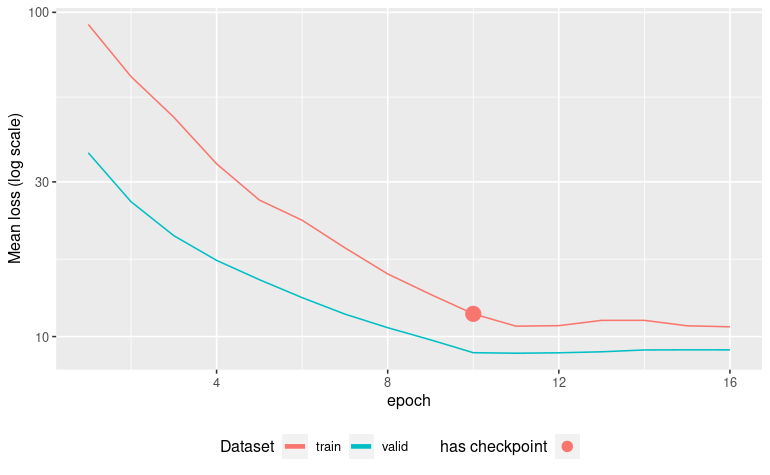 100
30
10
Mean loss (log scale)
4 8 12 16
epoch
Dataset train valid has checkpoint